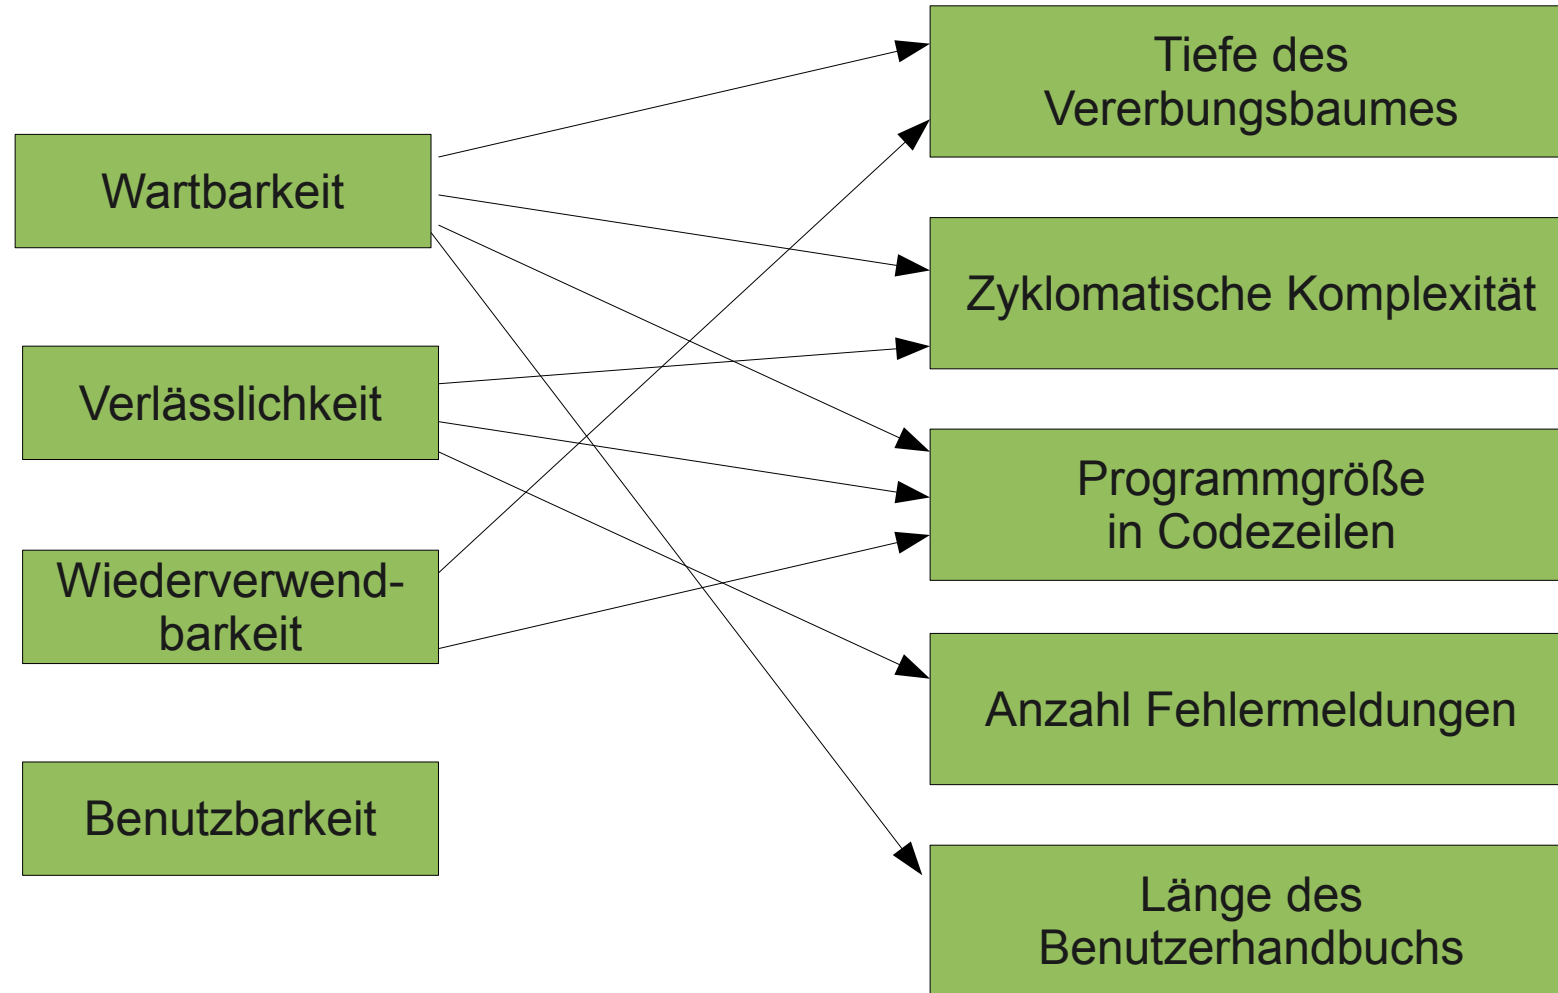 Wartbarkeit
Verlässlichkeit
Wiederverwend-
barkeit
Benutzbarkeit
Tiefe des
Vererbungsbaumes
Zyklomatische Komplexität
Programmgröße
in Codezeilen
Anzahl Fehlermeldungen
Länge des
Benutzerhandbuchs